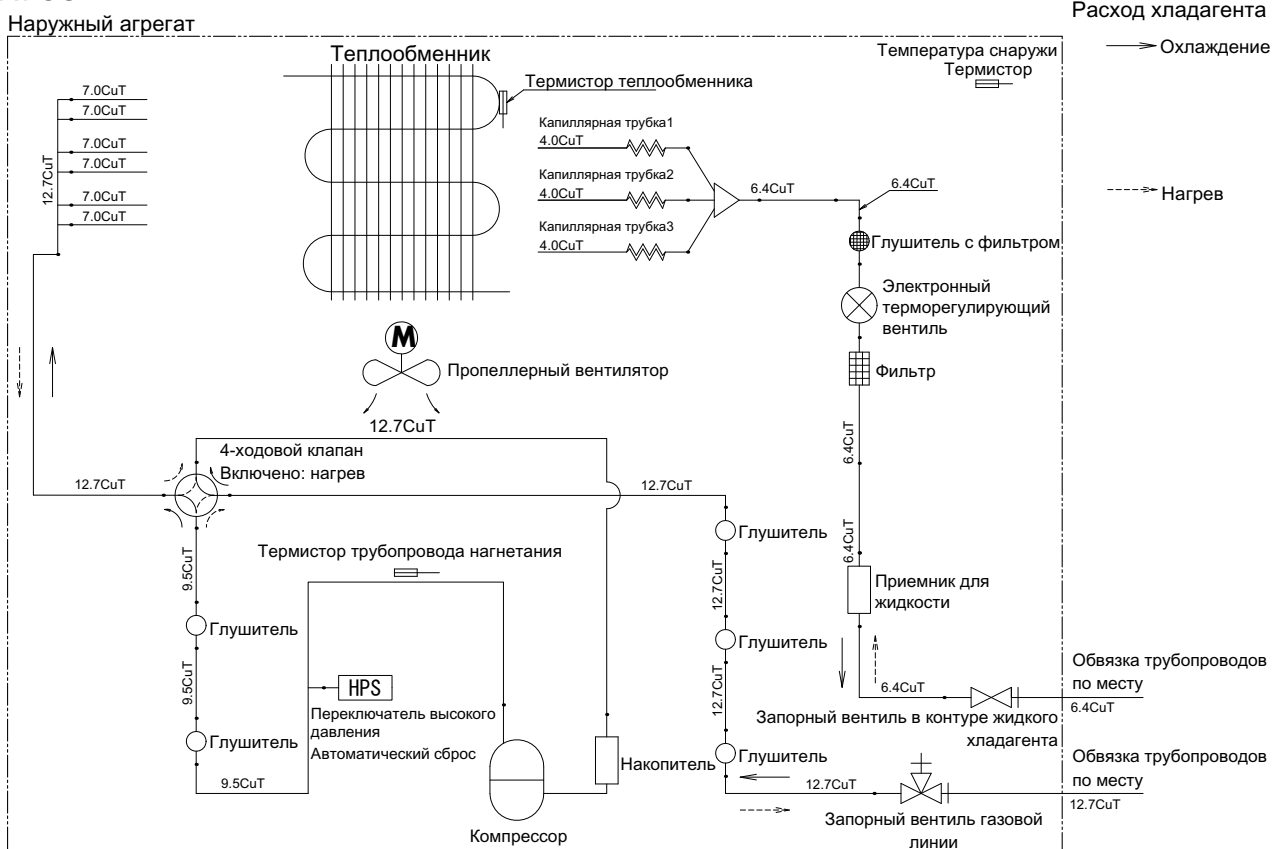 Расход хладагента
Наружный агрегат
Охлаждение
Нагрев
Теплообменник
Термистор теплообменника
Температура снаружи
Термистор
7.0CuT
7.0CuT
7.0CuT
7.0CuT
7.0CuT
7.0CuT
12.7CuT
Капиллярная трубка1
4.0CuT
Капиллярная трубка2
4.0CuT
Капиллярная трубка3
4.0CuT
6.4CuT
6.4CuT
Глушитель с фильтром
Электронный
терморегулирующий
вентиль
Фильтр
M
Пропеллерный вентилятор
12.7CuT
4-ходовой клапан
Включено: нагрев
12.7CuT
12.7CuT
6.4CuT
6.4CuT
Глушитель
Термистор трубопровода нагнетания
9.5CuT
12.7CuT
Приемник для
жидкости
Глушитель
Глушитель
9.5CuT
12.7CuT
HPS
Переключатель высокого
давления
Автоматический сброс
6.4CuT
Обвязка трубопроводов
по месту
6.4CuT
Запорный вентиль в контуре жидкого
хладагента
Глушитель
Глушитель
Накопитель
9.5CuT
12.7CuT
Обвязка трубопроводов
по месту
12.7CuT
Компрессор
Запорный вентиль газовой
линии